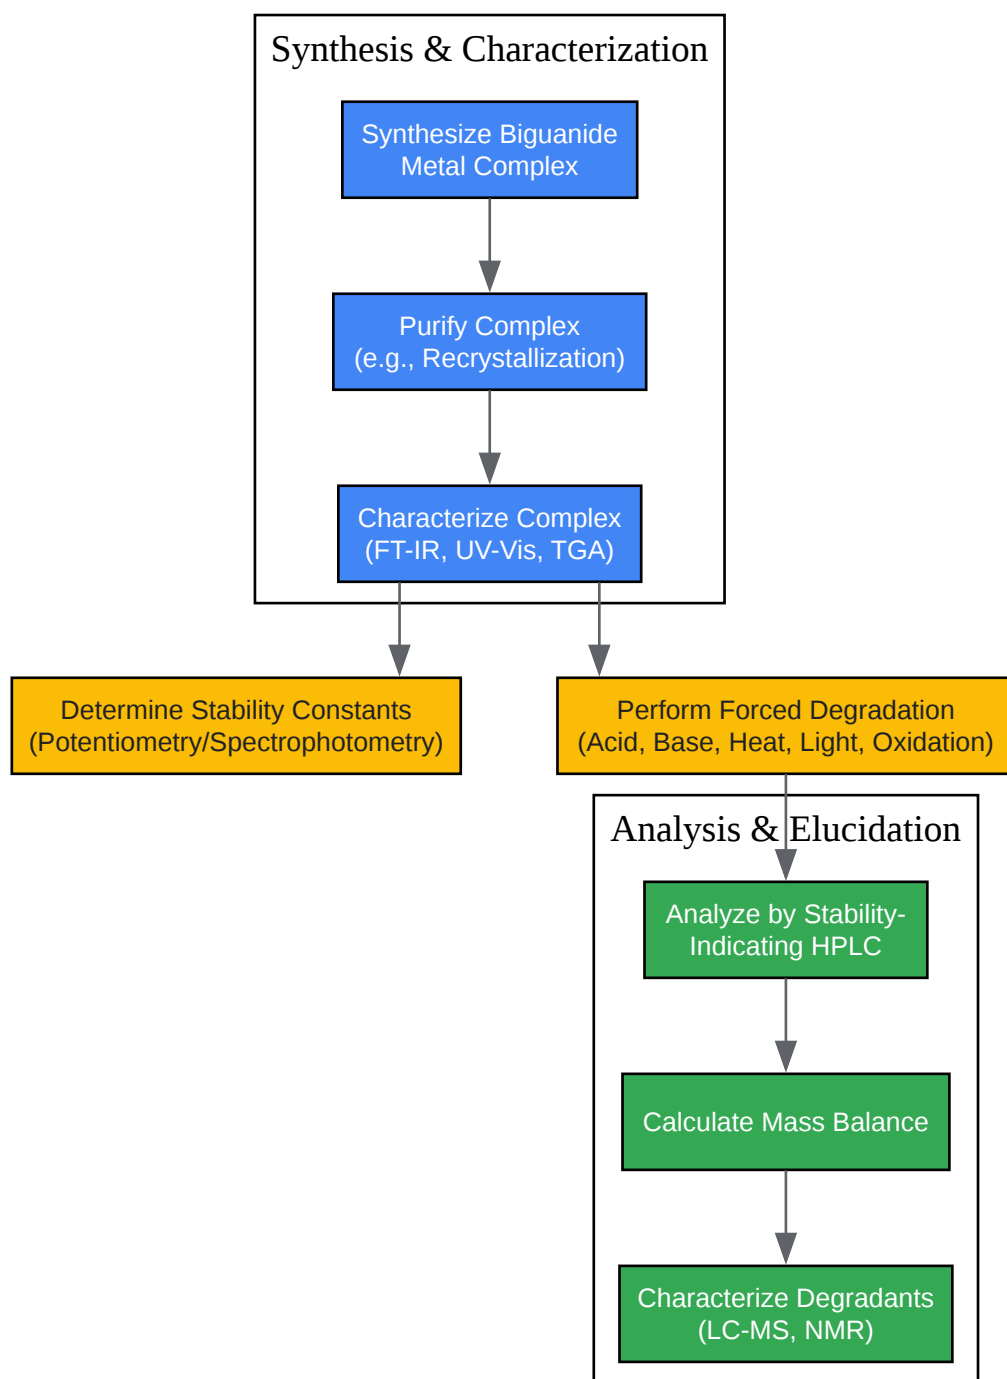 Synthesis & Characterization
Synthesize Biguanide
Metal Complex
Purify Complex
(e.g., Recrystallization)
Characterize Complex
(FT-IR, UV-Vis, TGA)
Determine Stability Constants
(Potentiometry/Spectrophotometry)
Perform Forced Degradation
(Acid, Base, Heat, Light, Oxidation)
Analysis & Elucidation
Analyze by Stability-
Indicating HPLC
Calculate Mass Balance
Characterize Degradants
(LC-MS, NMR)